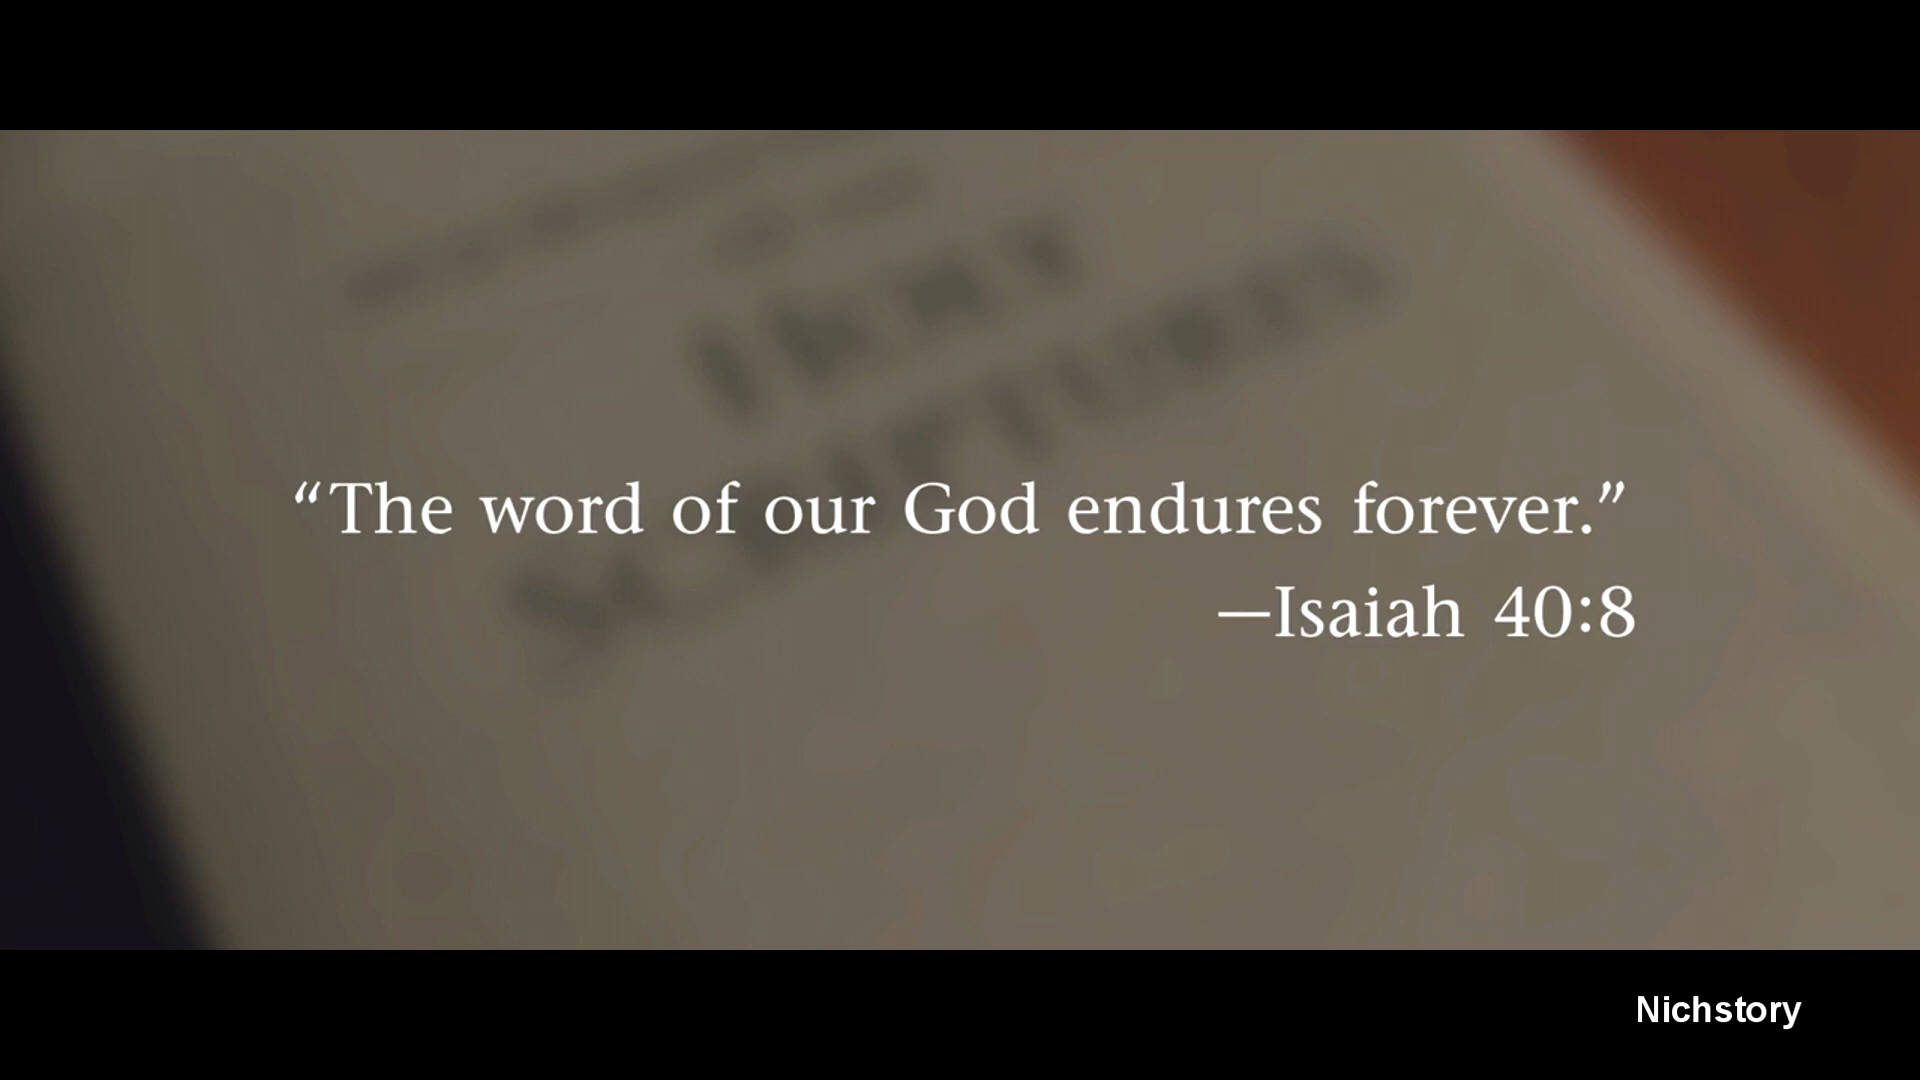 “The word of our God endures forever.”
—Isaiah 40:8
Nichstory